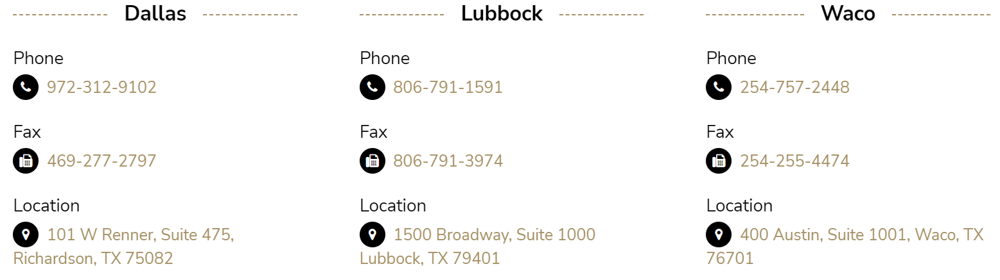 Dallas
Phone
972-312-9102
Fax
469-277-2797
Location
101 W Renner, Suite 475,
Richardson, TX 75082
Lubbock
Phone
806-791-1591
Fax
806-791-3974
Location
1500 Broadway, Suite 1000
Lubbock, TX 79401
Waco
Phone
254-757-2448
Fax
254-255-4474
Location
400 Austin, Suite 1001, Waco, TX
76701